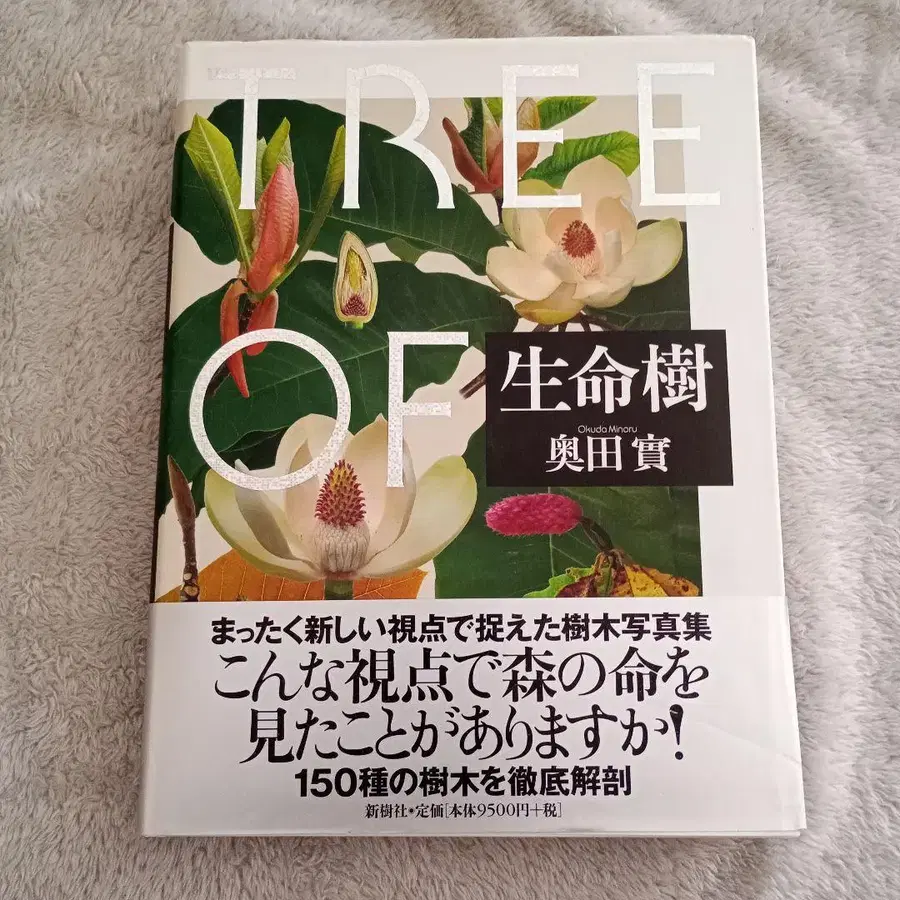 TREE
OF
生命樹
Okuda Minoru
奥田 實
まったく新しい視点で捉えた樹木写真集
こんな視点で森の命を
見たことがありますか!
150種の樹木を徹底解剖
新樹社*定価[本体9500円+税]